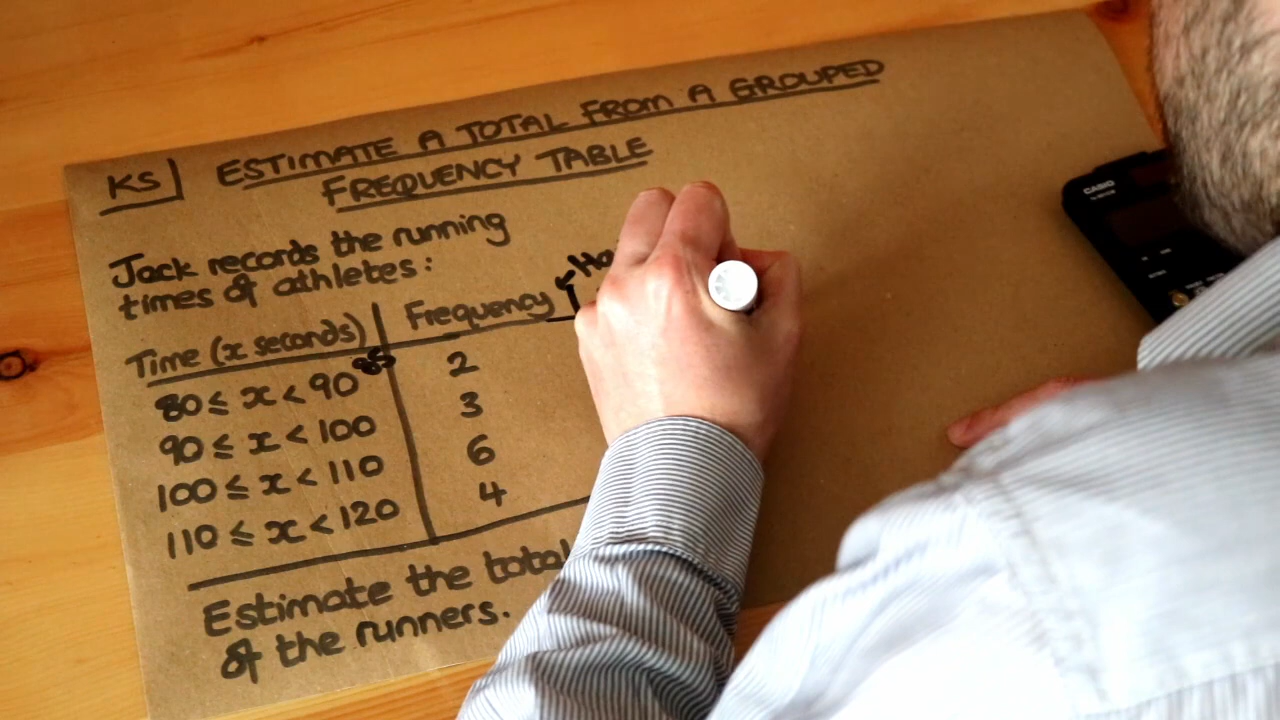 KS
ESTIMATE A TOTAL FROM A GROUPED
FREQUENCY TABLE
Jack records the running
times of athletes:
Time (x seconds) Frequency
80 ≤ x < 90 85 2
90 ≤ x < 100 3
100 ≤ x < 110 6
110 ≤ x < 120 4
Estimate the total
of the runners.
CASIO